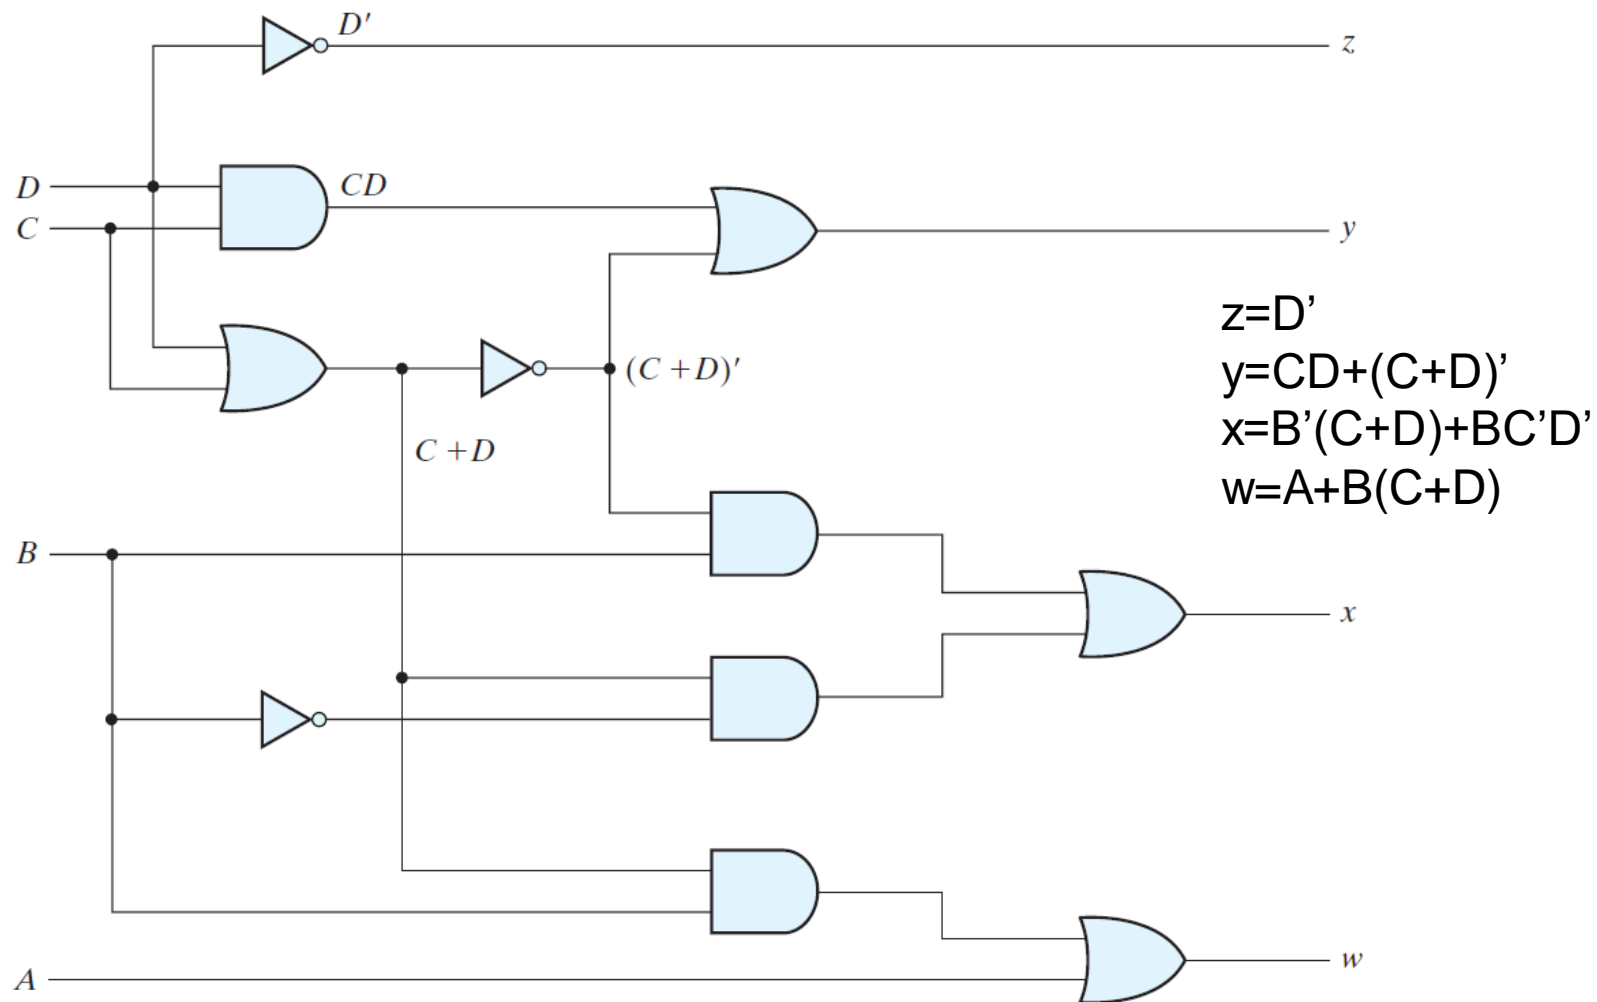 D′
z
D
CD
C
y
z=D’
(C +D)′
y=CD+(C+D)’
x=B’(C+D)+BC’D’
C +D
w=A+B(C+D)
B
x
w
A